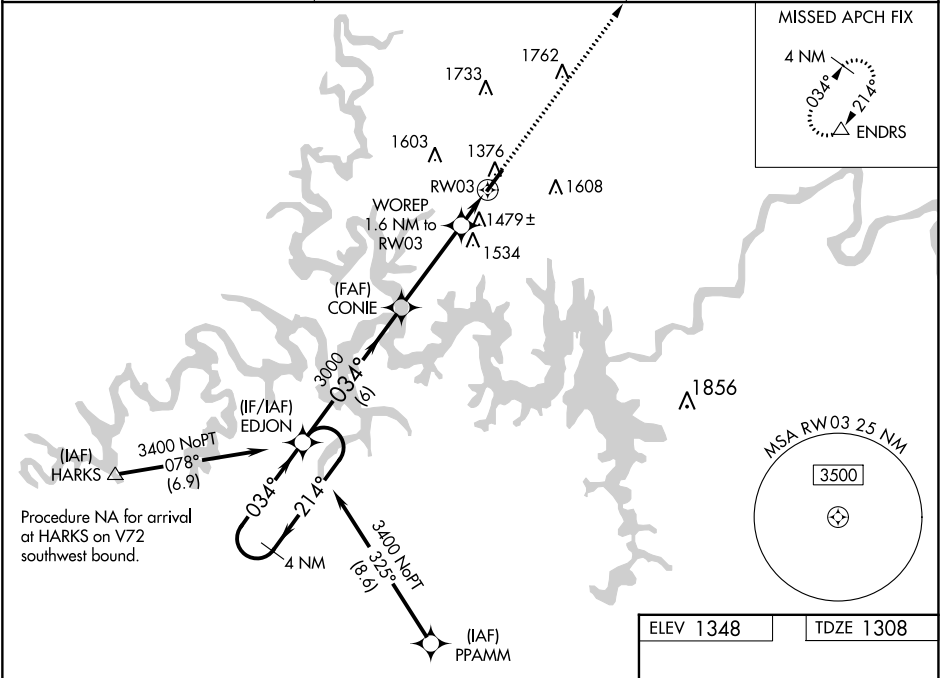 MISSED APCH FIX
4 NM
034°
214°
ENDRS
1762
1733
1603
1376
RW03
1608
WOREP
1.6 NM to
RW03
1479 ±
1534
(FAF)
CONIE
3000
034°
(6)
1856
(IF/IAF)
EDJON
(IAF)
HARKS
3400 NoPT
078°
(6.9)
034°
214°
4 NM
Procedure NA for arrival
at HARKS on V72
southwest bound.
3400 NoPT
325°
(8.6)
(IAF)
PPAMM
MSA RW03 25 NM
3500
ELEV 1348
TDZE 1308